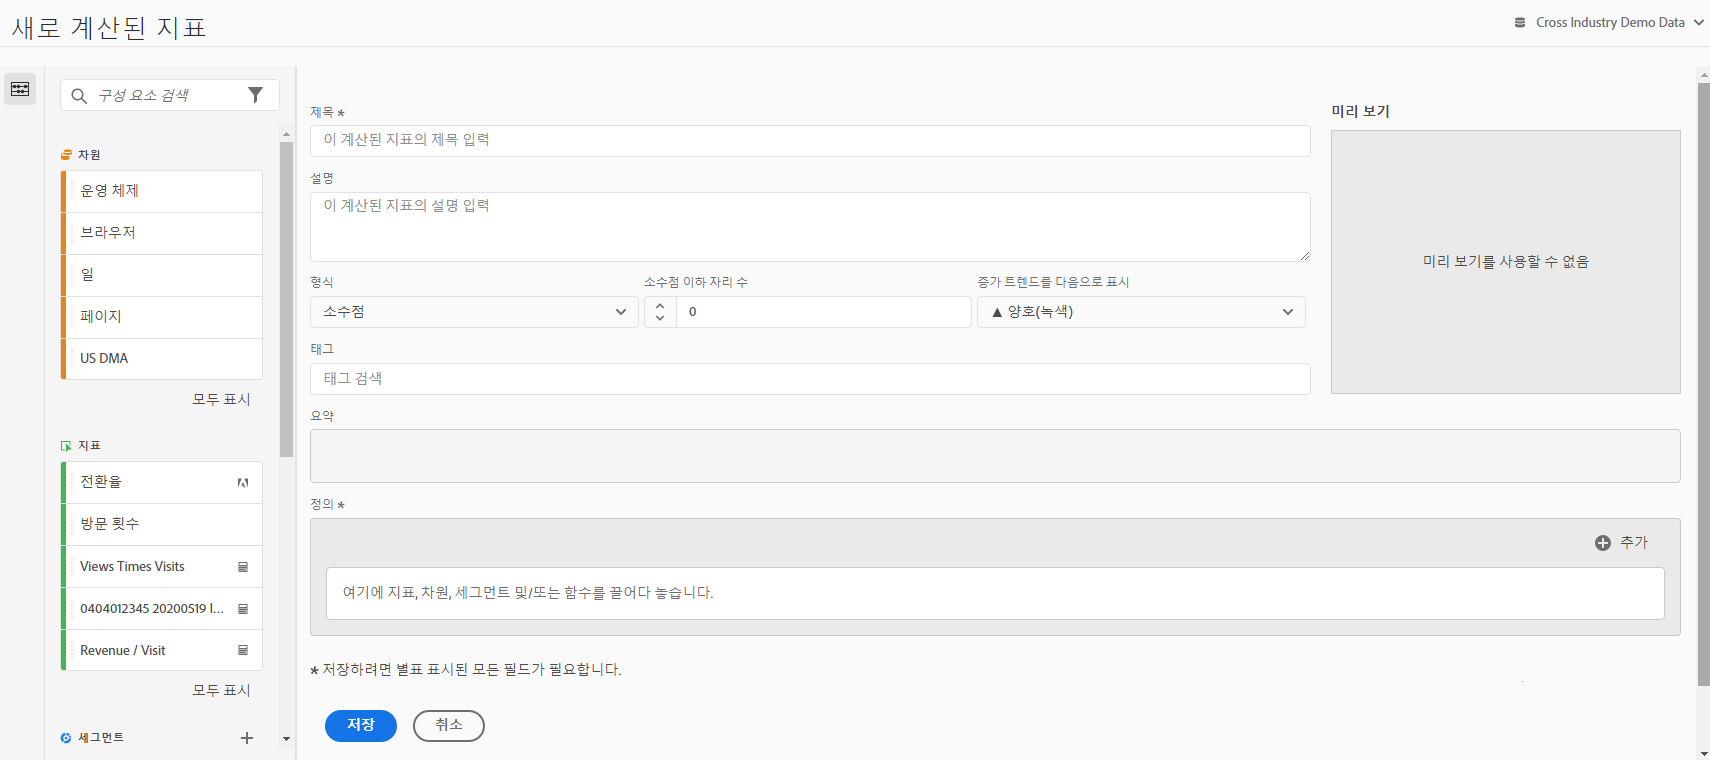 새로 계산된 지표
Cross Industry Demo Data
구성 요소 검색
차원
운영 체제
브라우저
일
페이지
US DMA
모두 표시
지표
전환율
방문 횟수
Views Times Visits
0404012345 20200519 I...
Revenue / Visit
모두 표시
세그먼트
제목 *
이 계산된 지표의 제목 입력
설명
이 계산된 지표의 설명 입력
형식
소수점 이하 자리 수
증가 트렌드를 다음으로 표시
소수점
0
▲ 양호(녹색)
태그
태그 검색
요약
정의 *
추가
여기에 지표, 차원, 세그먼트 및/또는 함수를 끌어다 놓습니다.
* 저장하려면 별표 표시된 모든 필드가 필요합니다.
저장
취소
미리 보기
미리 보기를 사용할 수 없음